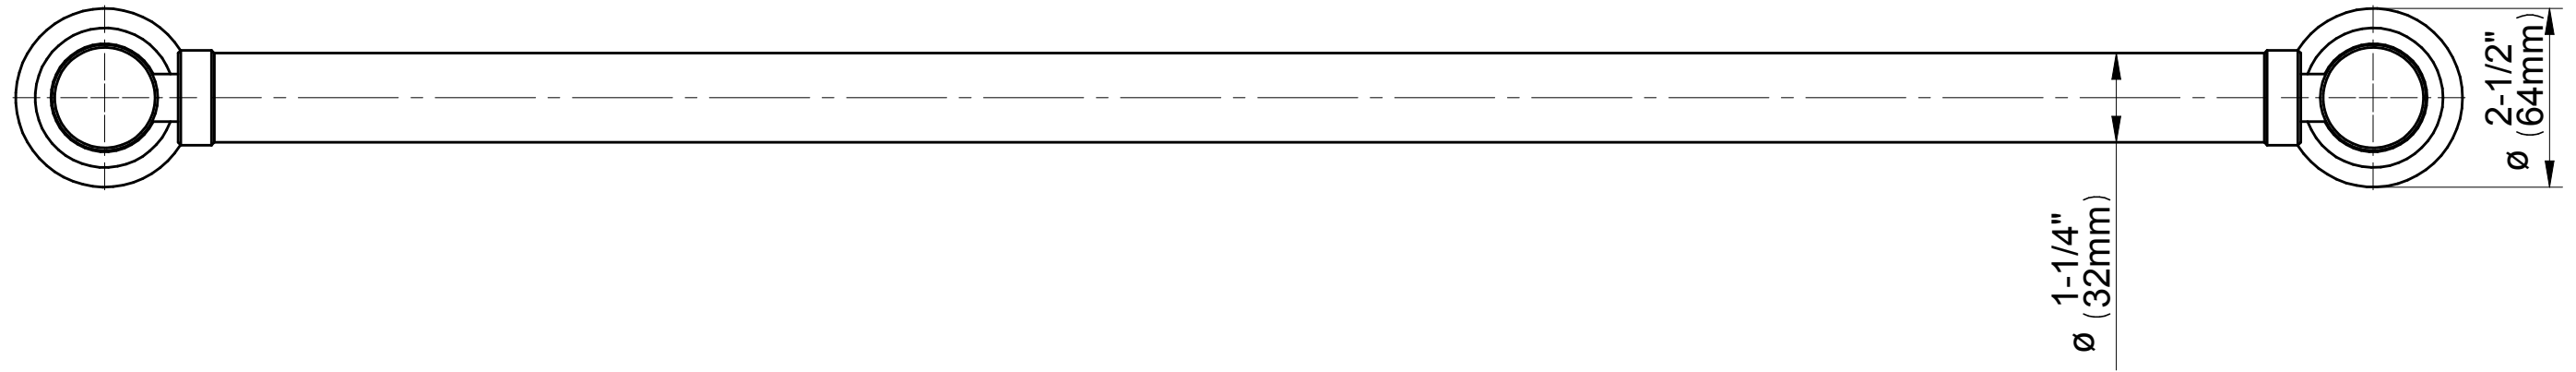 ø 1-1/4"
(32mm)
ø 2-1/2"
(64mm)